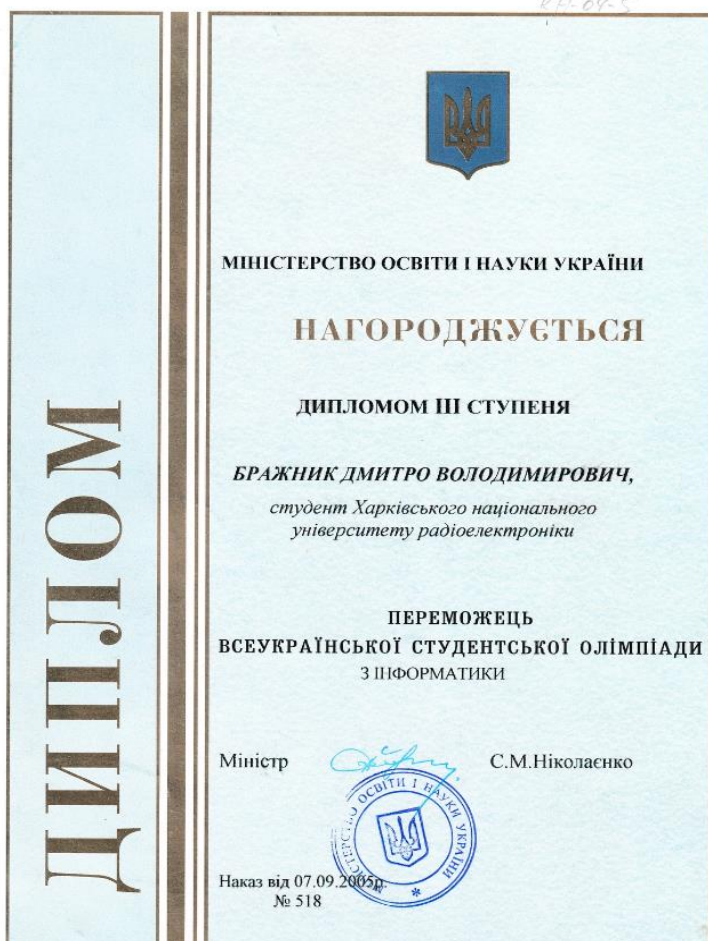 ДИПЛОМ
МІНІСТЕРСТВО ОСВІТИ І НАУКИ УКРАЇНИ
НАГОРОДЖУЄТЬСЯ
ДИПЛОМОМ III СТУПЕНЯ
БРАЖНИК ДМИТРО ВОЛОДИМИРОВИЧ,
студент Харківського національного
університету радіоелектроніки
ПЕРЕМОЖЕЦЬ
ВСЕУКРАЇНСЬКОЇ СТУДЕНТСЬКОЇ ОЛІМПІАДИ
З ІНФОРМАТИКИ
Міністр С.М.Ніколаєнко
МІНІСТЕРСТВО ОСВІТИ І НАУКИ УКРАЇНИ
Наказ від 07.09.2005р.
№ 518